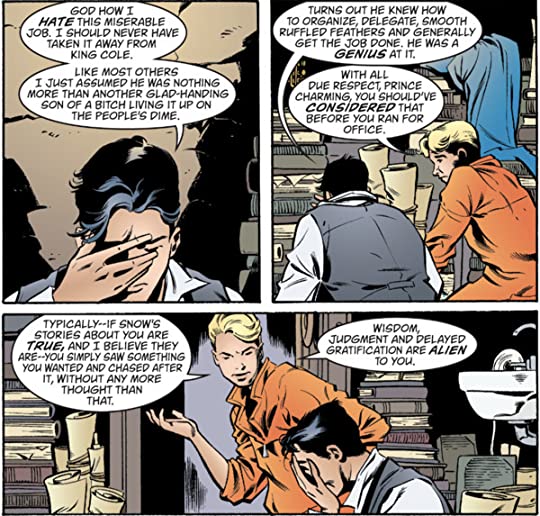 GOD HOW I
HATE THIS MISERABLE
JOB. I SHOULD NEVER HAVE
TAKEN IT AWAY FROM
KING COLE.
LIKE MOST OTHERS
I JUST ASSUMED HE WAS NOTHING
MORE THAN ANOTHER GLAD-HANDING
SON OF A BITCH LIVING IT UP ON
THE PEOPLE'S DIME.
TURNS OUT HE KNEW HOW
TO ORGANIZE, DELEGATE, SMOOTH
RUFFLED FEATHERS AND GENERALLY
GET THE JOB DONE. HE WAS A
GENIUS AT IT.
WITH ALL
DUE RESPECT, PRINCE
CHARMING, YOU SHOULD'VE
CONSIDERED THAT
BEFORE YOU RAN FOR
OFFICE.
TYPICALLY--IF SNOW'S
STORIES ABOUT YOU ARE
TRUE, AND I BELIEVE THEY
ARE--YOU SIMPLY SAW SOMETHING
YOU WANTED AND CHASED AFTER
IT, WITHOUT ANY MORE
THOUGHT THAN
THAT.
WISDOM,
JUDGMENT AND DELAYED
GRATIFICATION ARE ALIEN
TO YOU.